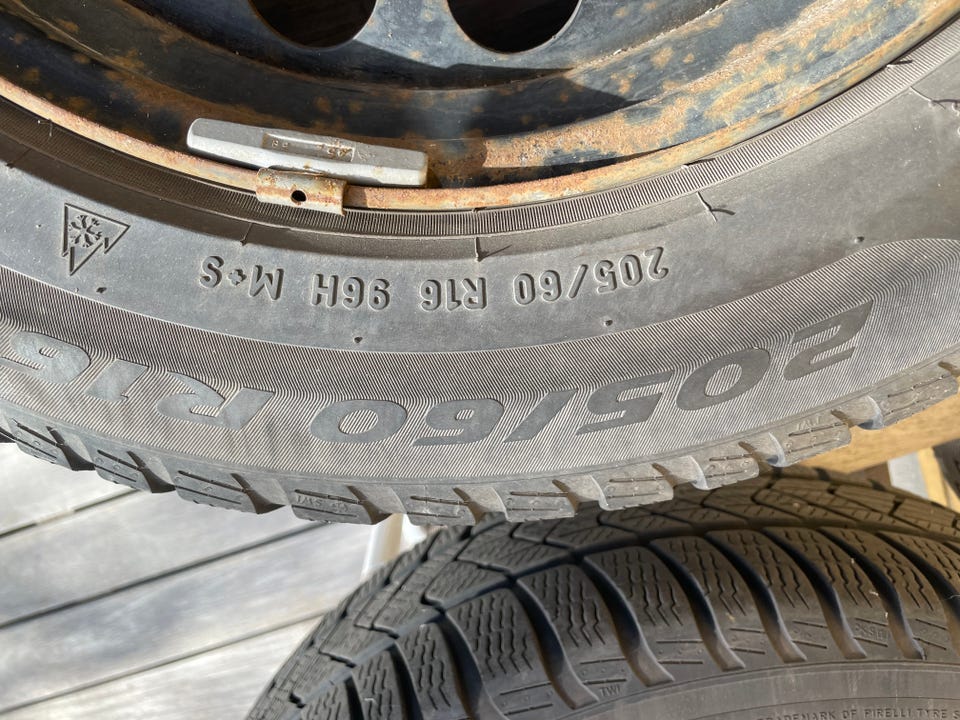 205/60 R16 96H M+S
205/60 R16
TWI
TRADEMARK OF PIRELLI TYRE S